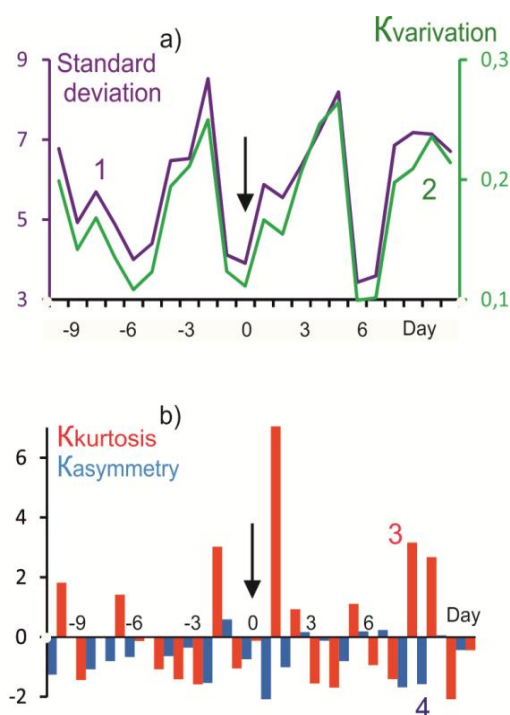 a)
Kvarivation
Standard
deviation
9
7
5
3
0,3
0,2
0,1
1
2
-9 -6 -3 0 3 6 Day
b)
Kkurtosis
Kasymmetry
6
4
2
0
-2
3
4
-9 -6 -3 0 3 6 Day